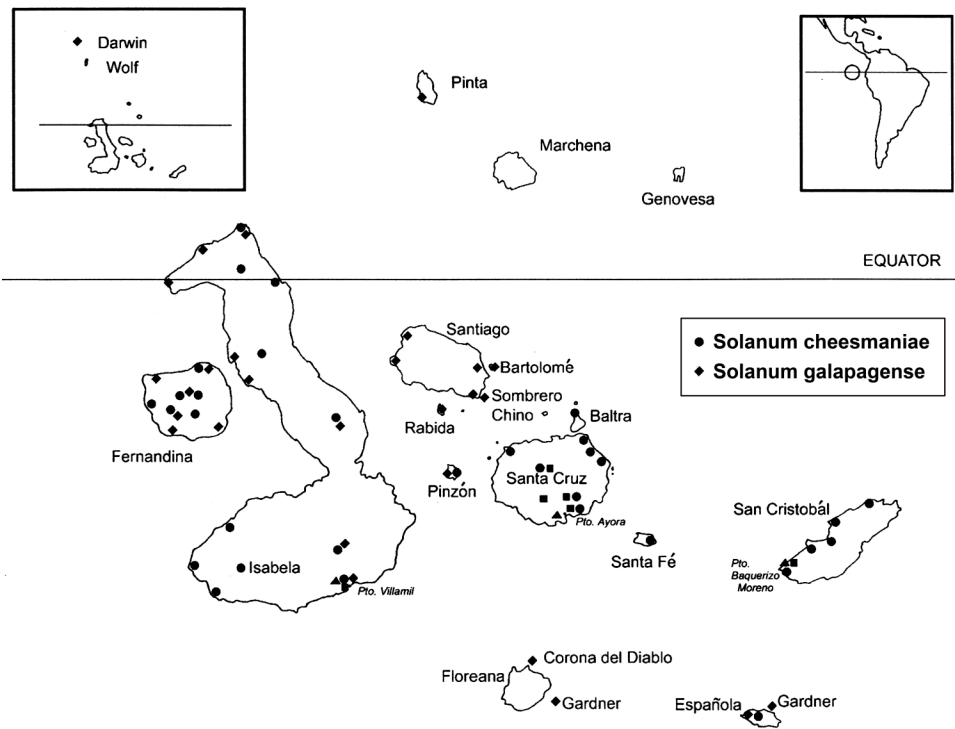 Darwin
Wolf
Pinta
Marchena
Genovesa
EQUATOR
Santiago
Bartolomé
Sombrero
Chino
Rabida
Baltra
Solanum cheesmaniae
Solanum galapagense
Fernandina
Pinzón
Santa Cruz
Pto. Ayora
Santa Fé
San Cristobál
Pto.
Baquerizo
Moreno
Isabela
Pto. Villamil
Corona del Diablo
Floreana
Gardner
Española
Gardner